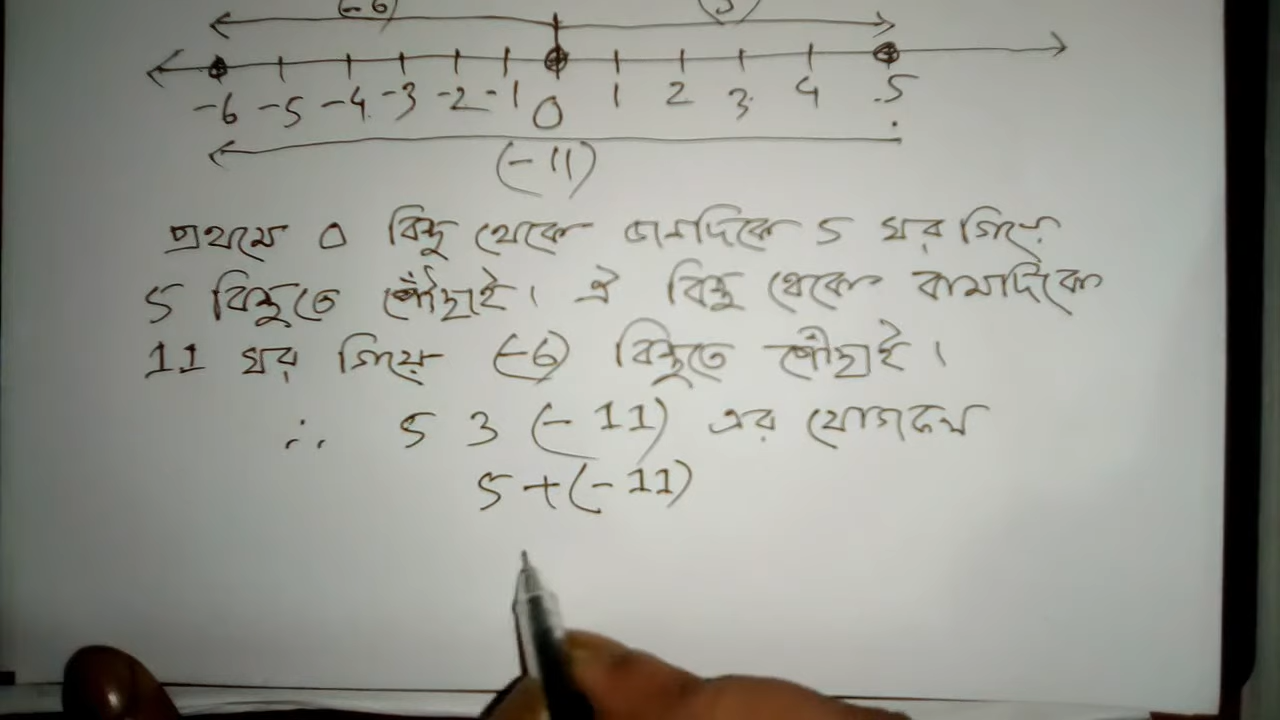 (-6) (5)
-6 -5 -4 -3 -2 -1 0 1 2 3 4 5
(-11)
প্রথমে 0 বিন্দু থেকে ডানদিকে 5 ঘর গিয়ে
5 বিন্দুতে পৌঁছাই। ঐ বিন্দু থেকে বামদিকে
11 ঘর গিয়ে (-6) বিন্দুতে পৌঁছাই।
∴ 5 ও (-11) এর যোগফল
5+(-11)